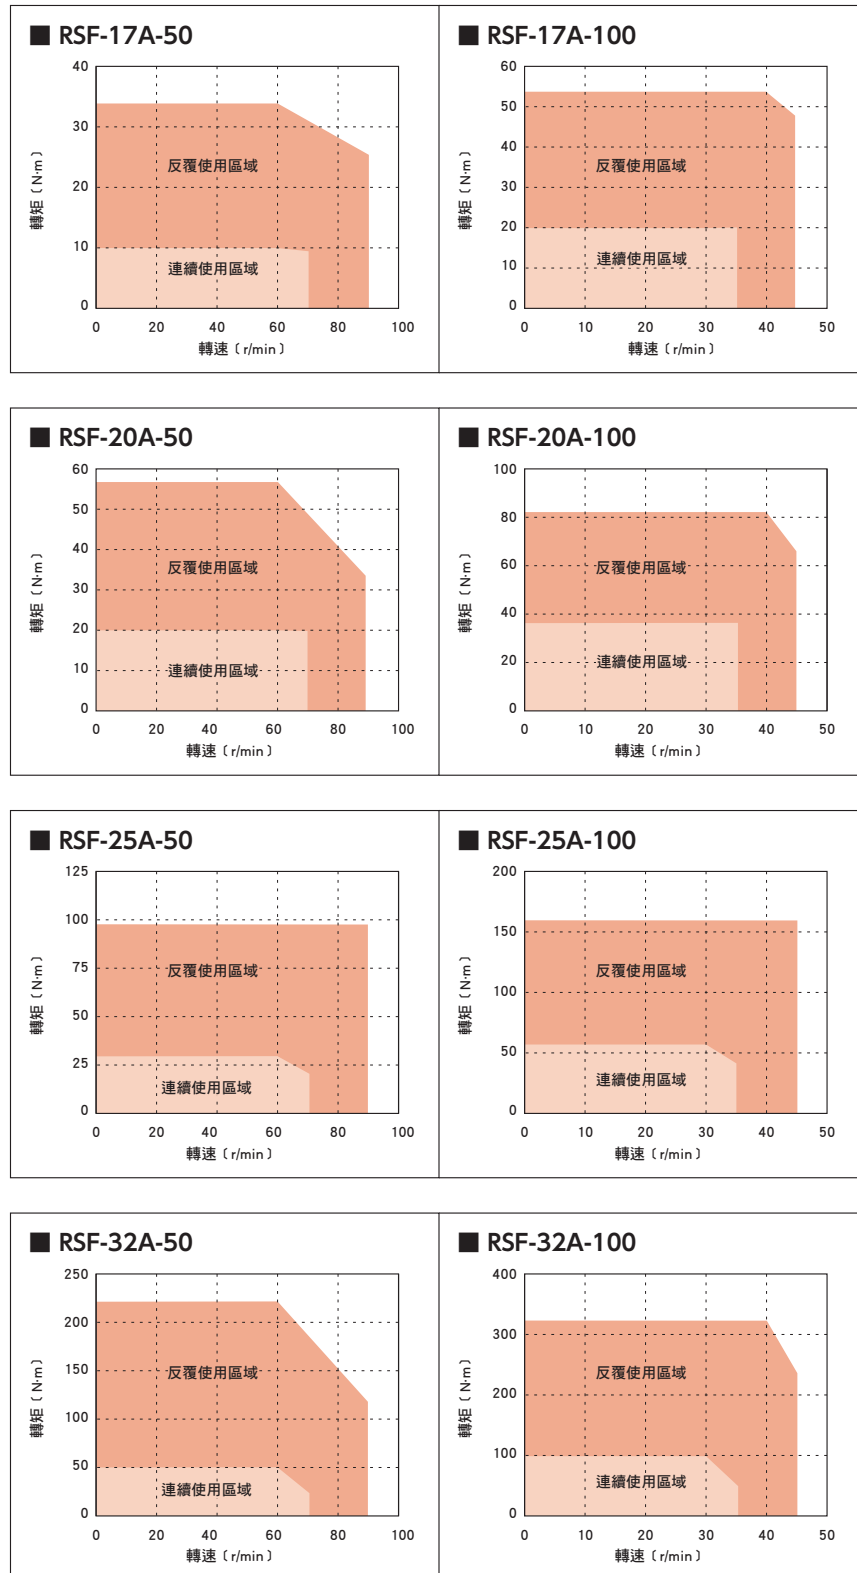 ■ RSF-17A-50
40
30
20
10
0
轉矩〔N·m〕
反覆使用區域
連續使用區域
0 20 40 60 80 100
轉速〔r/min〕
■ RSF-17A-100
60
50
40
30
20
10
0
轉矩〔N·m〕
反覆使用區域
連續使用區域
0 10 20 30 40 50
轉速〔r/min〕
■ RSF-20A-50
60
50
40
30
20
10
0
轉矩〔N·m〕
反覆使用區域
連續使用區域
0 20 40 60 80 100
轉速〔r/min〕
■ RSF-20A-100
100
80
60
40
20
0
轉矩〔N·m〕
反覆使用區域
連續使用區域
0 10 20 30 40 50
轉速〔r/min〕
■ RSF-25A-50
125
100
75
50
25
0
轉矩〔N·m〕
反覆使用區域
連續使用區域
0 20 40 60 80 100
轉速〔r/min〕
■ RSF-25A-100
200
150
100
50
0
轉矩〔N·m〕
反覆使用區域
連續使用區域
0 10 20 30 40 50
轉速〔r/min〕
■ RSF-32A-50
250
200
150
100
50
0
轉矩〔N·m〕
反覆使用區域
連續使用區域
0 20 40 60 80 100
轉速〔r/min〕
■ RSF-32A-100
400
300
200
100
0
轉矩〔N·m〕
反覆使用區域
連續使用區域
0 10 20 30 40 50
轉速〔r/min〕